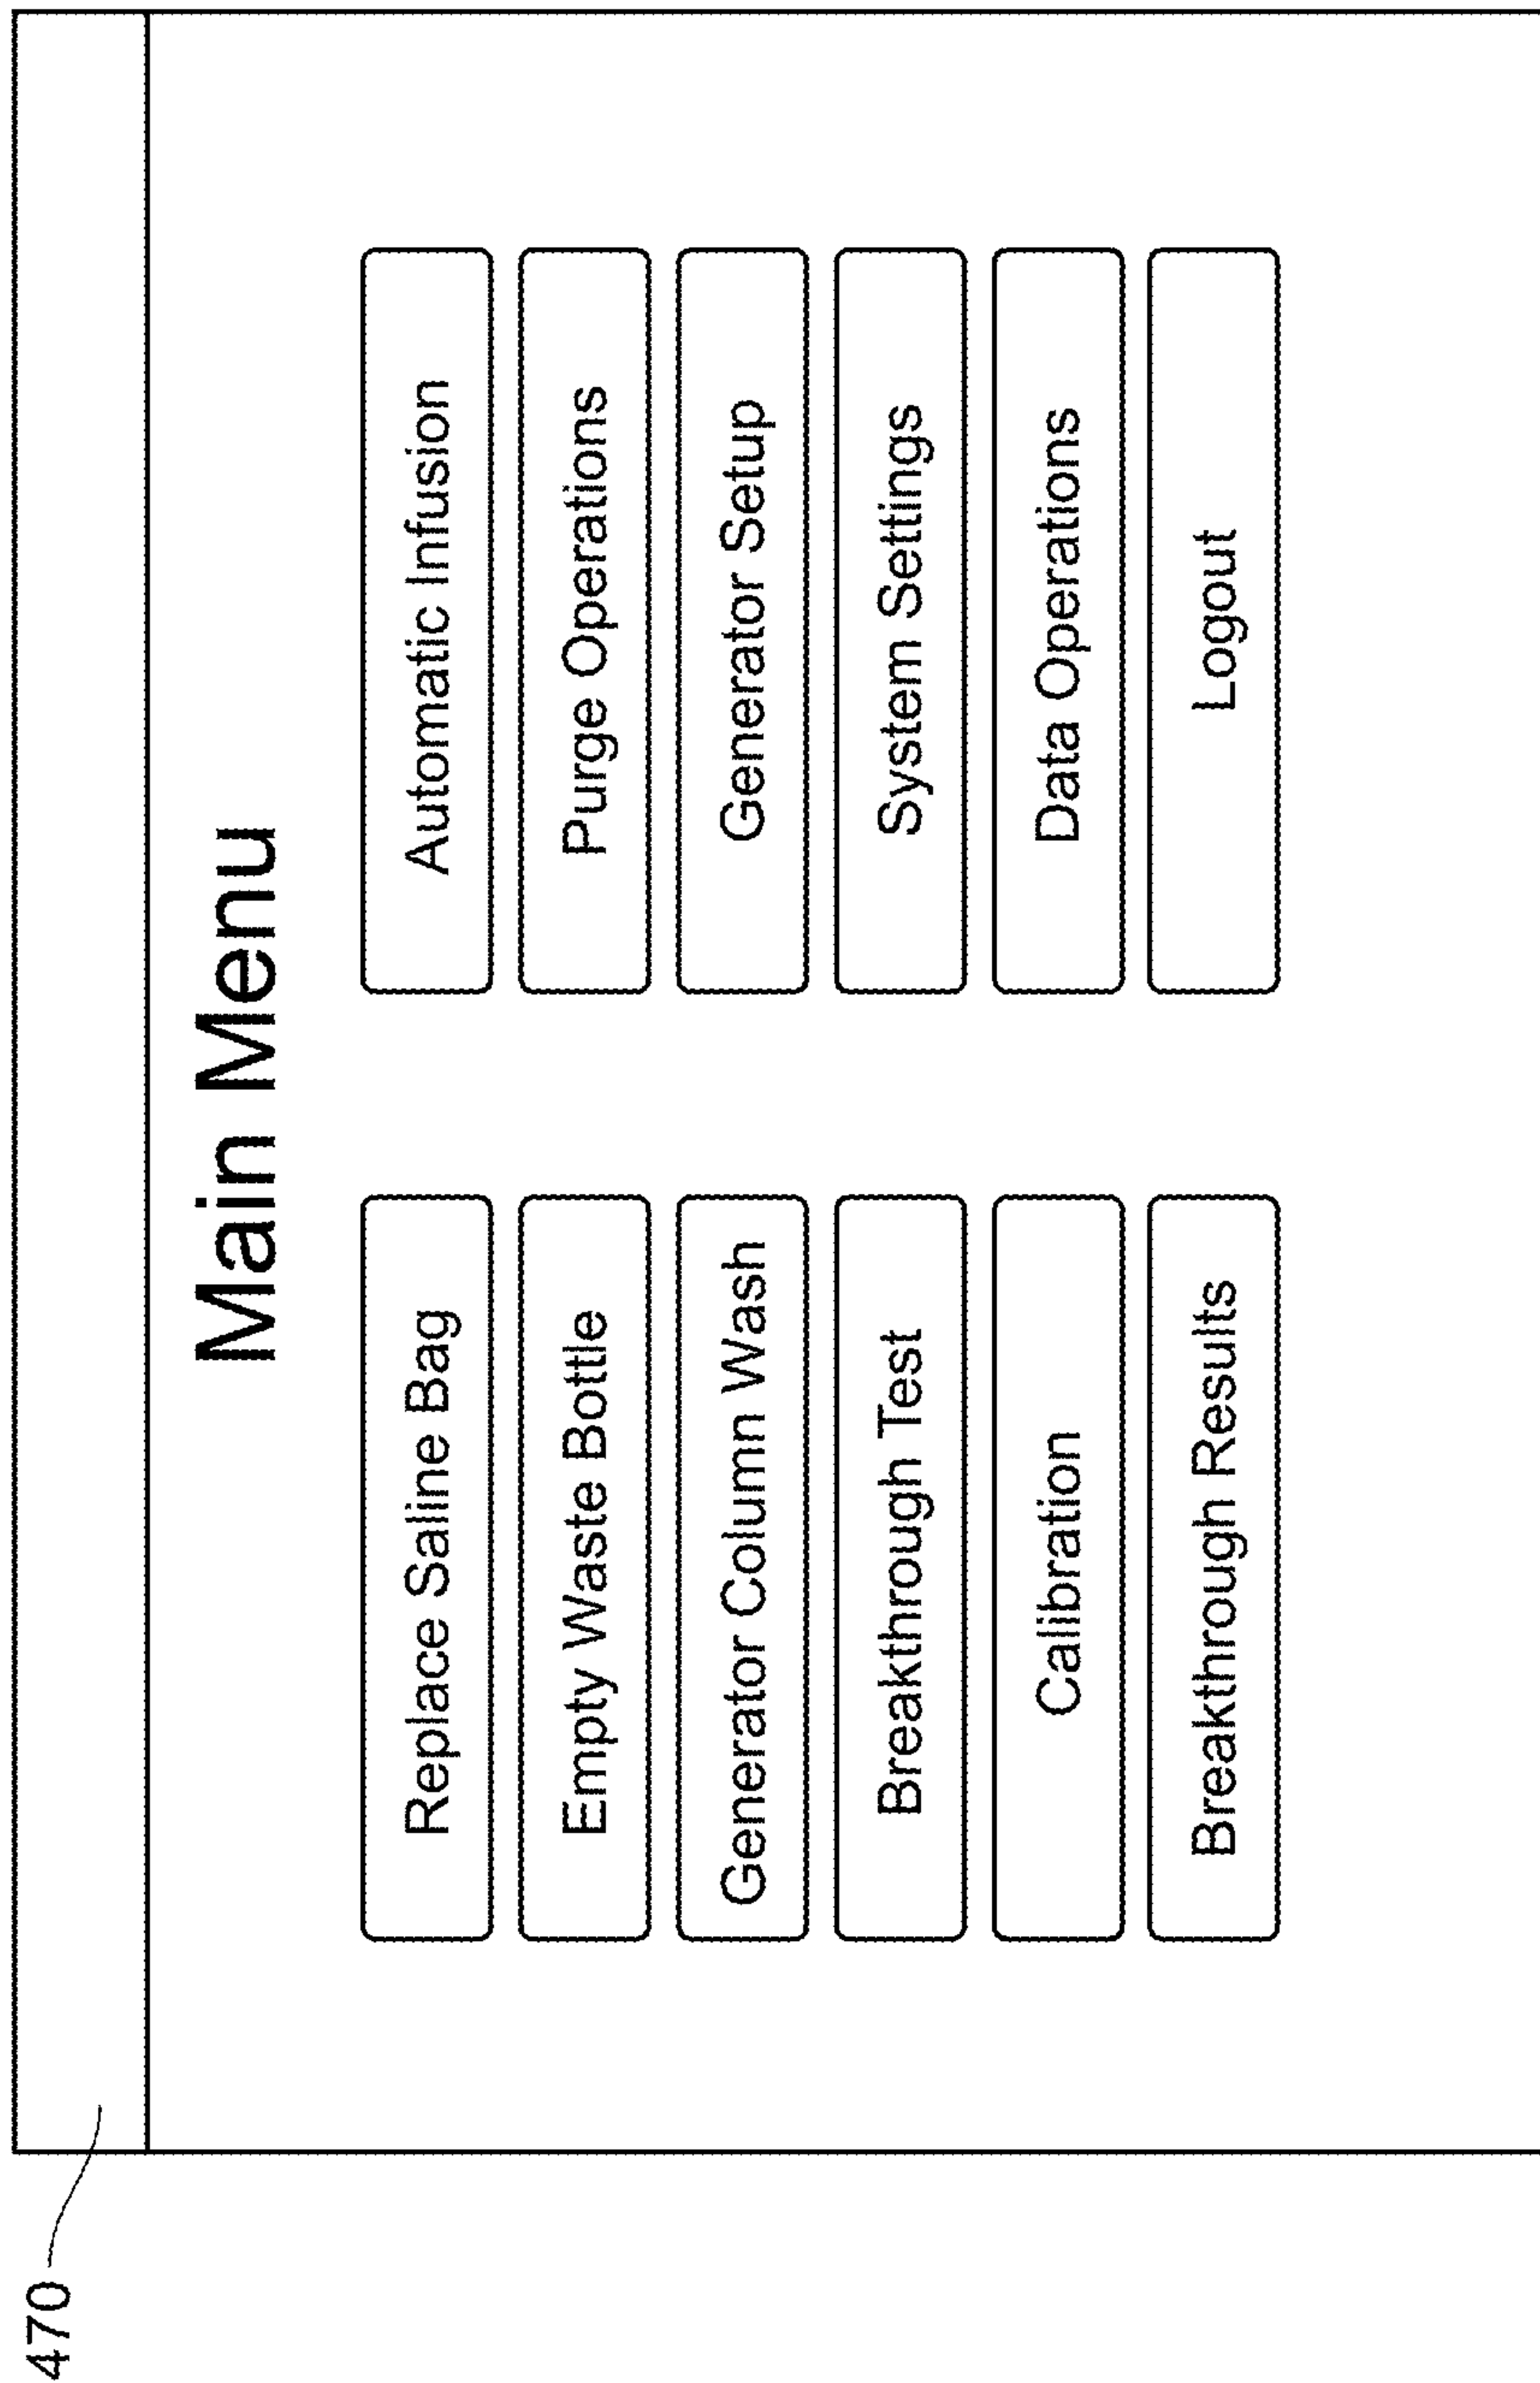 470
Main Menu
Replace Saline Bag
Automatic Infusion
Empty Waste Bottle
Purge Operations
Generator Column Wash
Generator Setup
Breakthrough Test
System Settings
Calibration
Data Operations
Breakthrough Results
Logout